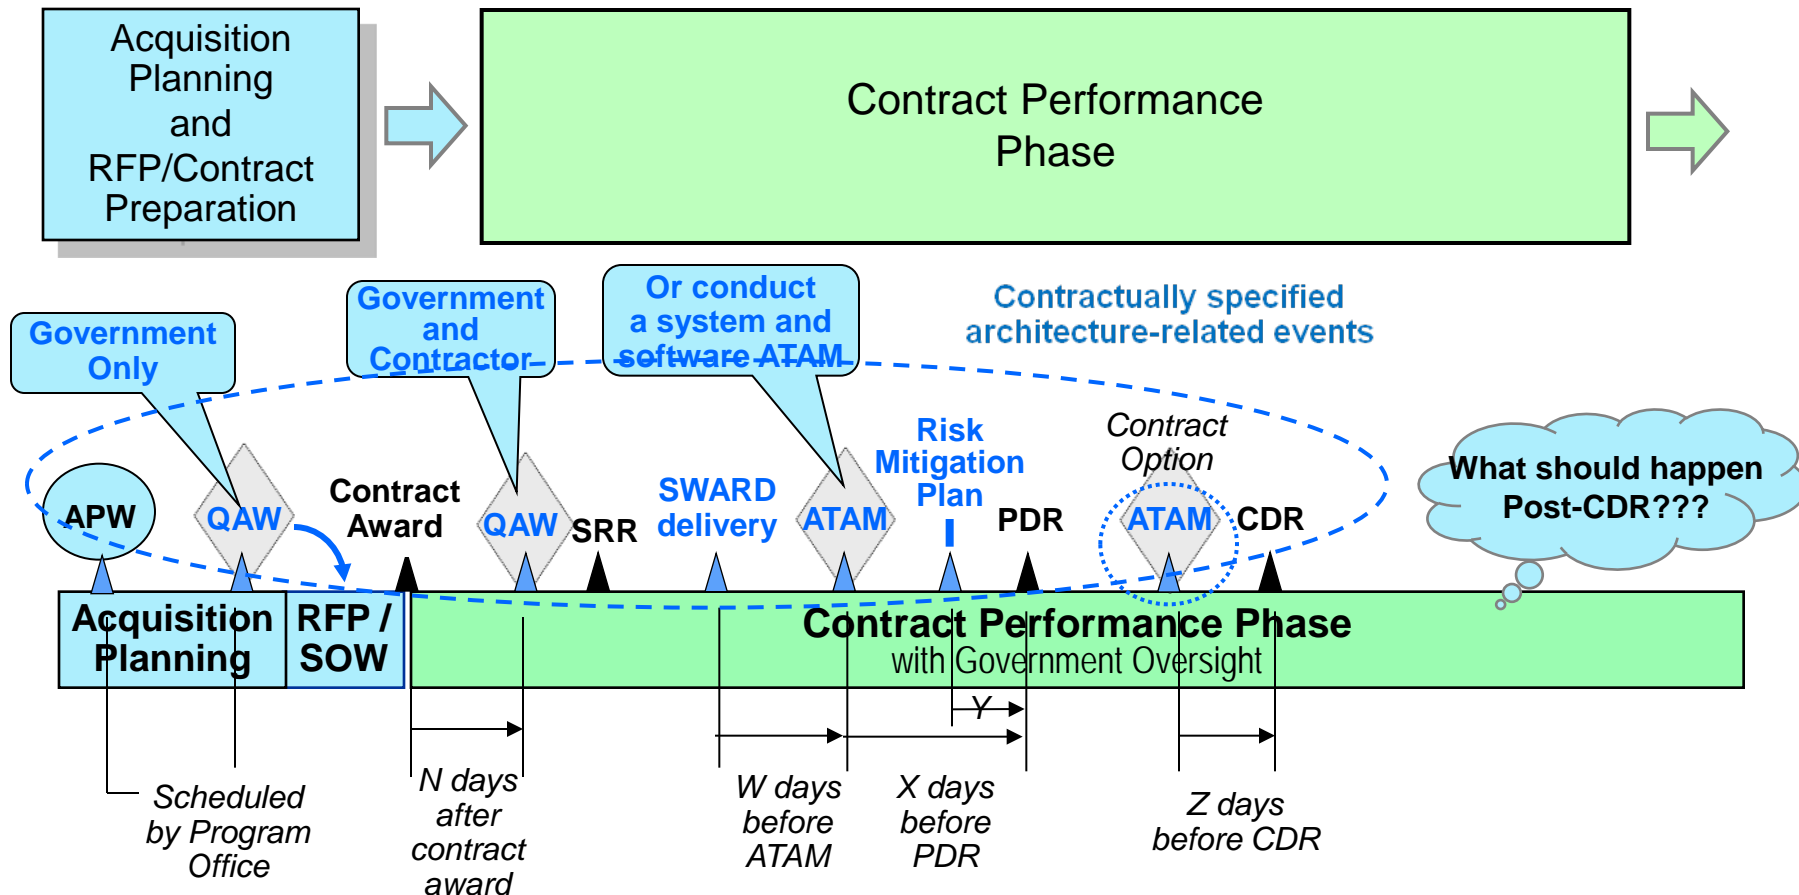 Acquisition
Planning
and
RFP/Contract
Preparation
Contract Performance
Phase
Government
Only
Government
and
Contractor
Or conduct
a system and
software ATAM
Contractually specified
architecture-related events
APW
QAW
Contract
Award
QAW
SRR
SWARD
delivery
ATAM
Risk
Mitigation
Plan
PDR
Contract
Option
ATAM
CDR
What should happen
Post-CDR???
Acquisition
Planning
RFP /
SOW
Contract Performance Phase
with Government Oversight
Y
Scheduled
by Program
Office
N days
after
contract
award
W days
before
ATAM
X days
before
PDR
Z days
before CDR